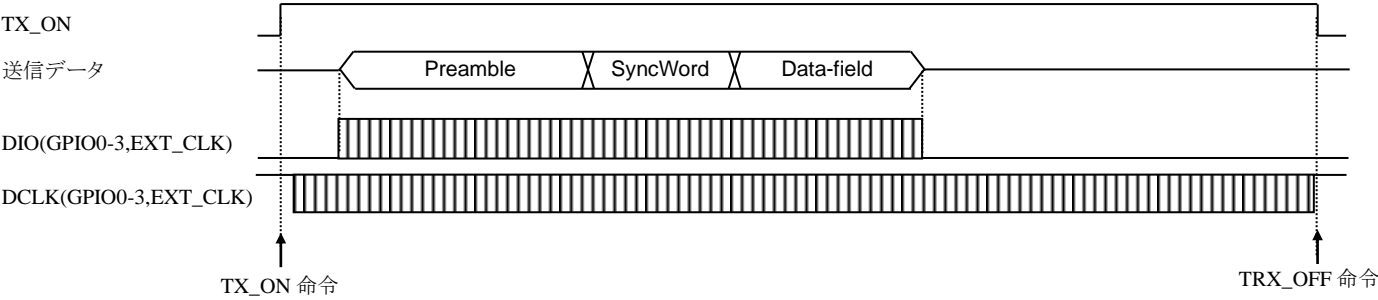 TX_ON
送信データ
Preamble SyncWord Data-field
DIO(GPIO0-3,EXT_CLK)
DCLK(GPIO0-3,EXT_CLK)
TX_ON 命令 TRX_OFF 命令